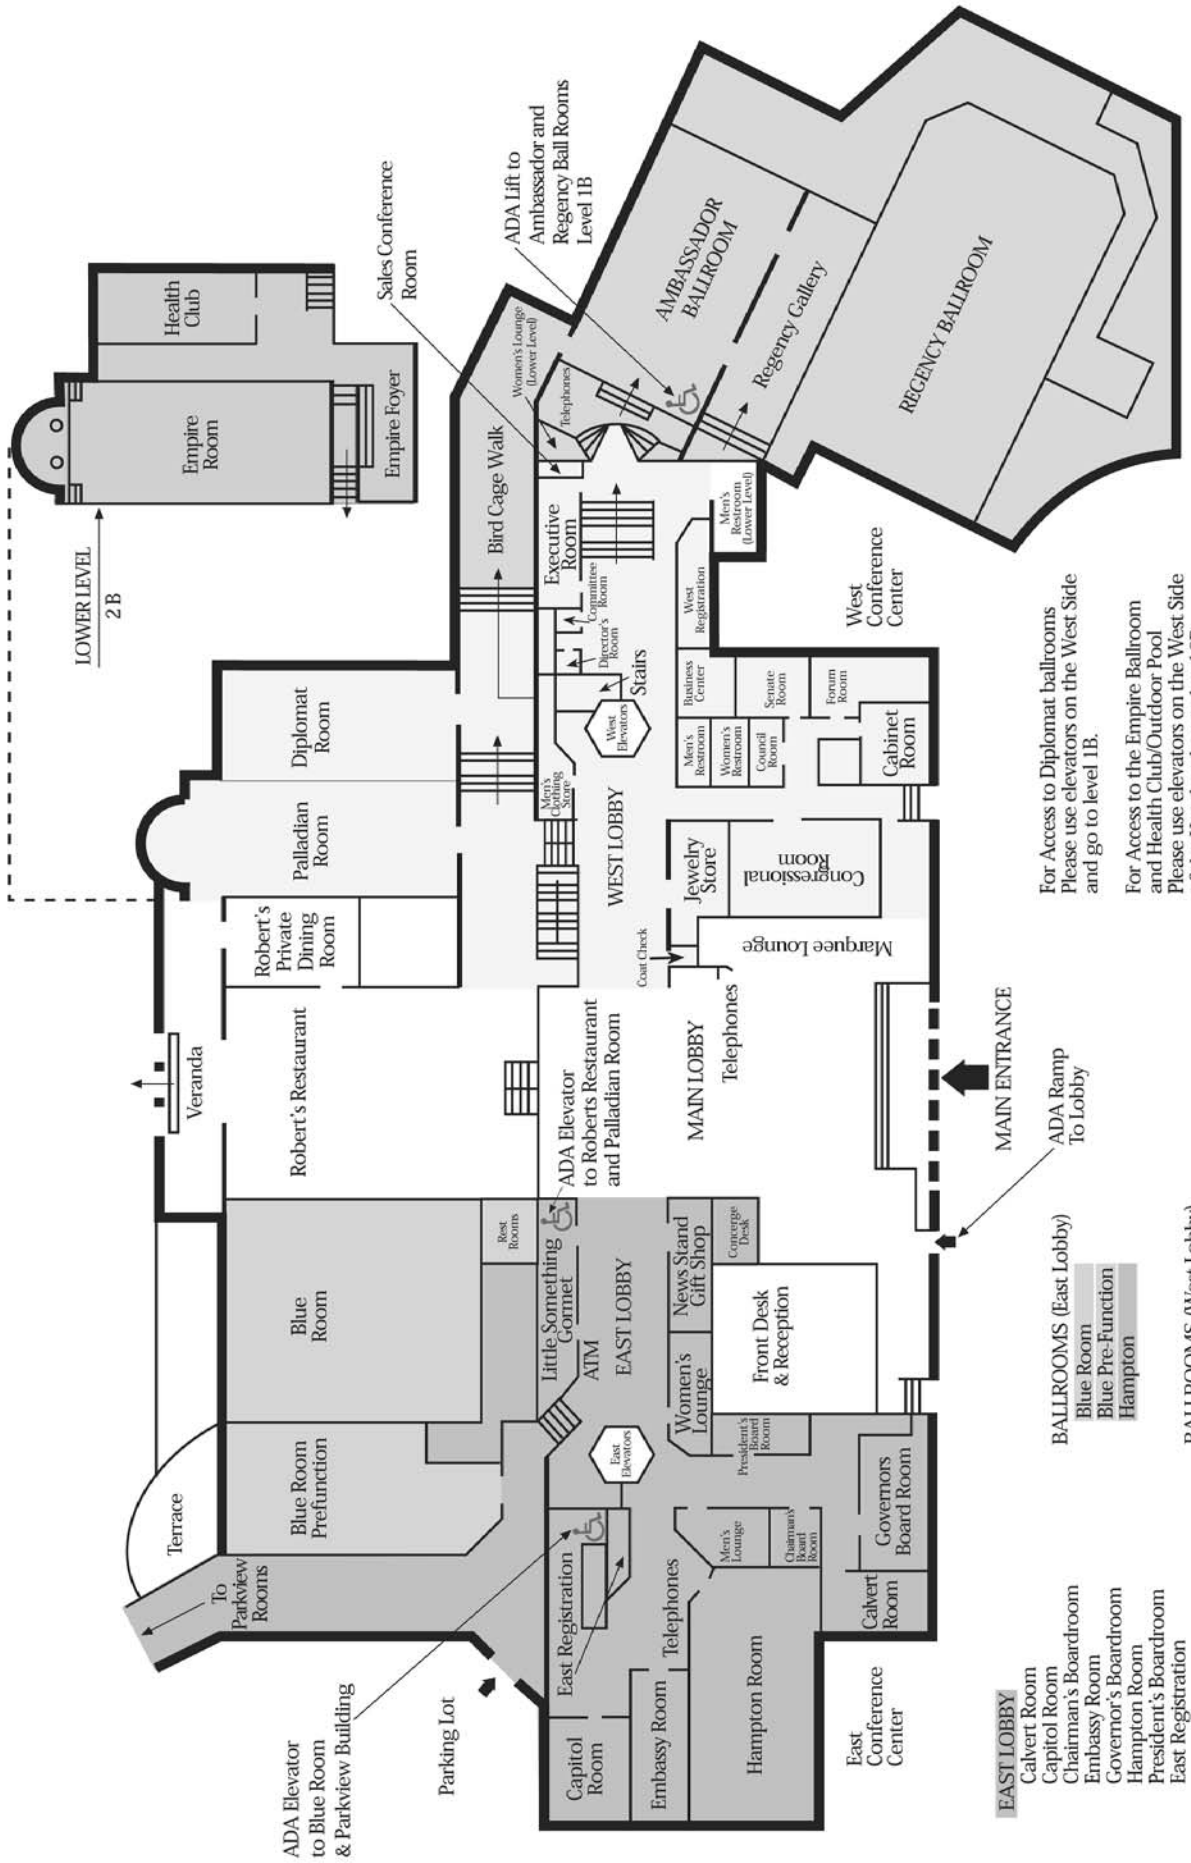 LOWER LEVEL
2 B
Empire
Room
Health
Club
Empire Foyer
Terrace
Veranda
To
Parkview
Rooms
Blue Room
Prefunction
Blue
Room
Robert's Restaurant
Robert's
Private
Dining
Room
Palladian
Room
Diplomat
Room
ADA Elevator
to Blue Room
& Parkview Building
Parking Lot
Rest
Rooms
Bird Cage Walk
Sales Conference
Room
Women's Lounge
(Lower Level)
ADA Lift to
Ambassador and
Regency Ball Rooms
Level 1B
Capitol
Room
East Registration
East
Elevators
Little Something
Gormet
ATM
ADA Elevator
to Roberts Restaurant
and Palladian Room
Men's
Clothing
Store
Director's
Room
Committee
Room
Executive
Room
Telephones
Stairs
West
Elevators
EAST LOBBY
WEST LOBBY
Embassy Room
Telephones
Women's
Lounge
News Stand
Gift Shop
Concerge
Desk
MAIN LOBBY
Telephones
Coat Check
Jewelry
Store
Men's
Restroom
Women's
Restroom
Council
Room
Business
Center
Senate
Room
Forum
Room
West
Registration
Men's
Restroom
(Lower Level)
AMBASSADOR
BALLROOM
Regency Gallery
REGENCY BALLROOM
Hampton Room
Men's
Lounge
Chairman's
Board
Room
President's
Board
Room
Front Desk
& Reception
Marquee Lounge
Congressional
Room
Cabinet
Room
Calvert
Room
Governors
Board Room
East
Conference
Center
West
Conference
Center
MAIN ENTRANCE
ADA Ramp
To Lobby
EAST LOBBY
Calvert Room
Capitol Room
Chairman's Boardroom
Embassy Room
Governor's Boardroom
Hampton Room
President's Boardroom
East Registration
BALLROOMS (East Lobby)
Blue Room
Blue Pre-Function
Hampton
BALLROOMS (West Lobby)
For Access to Diplomat ballrooms
Please use elevators on the West Side
and go to level 1B.
For Access to the Empire Ballroom
and Health Club/Outdoor Pool
Please use elevators on the West Side